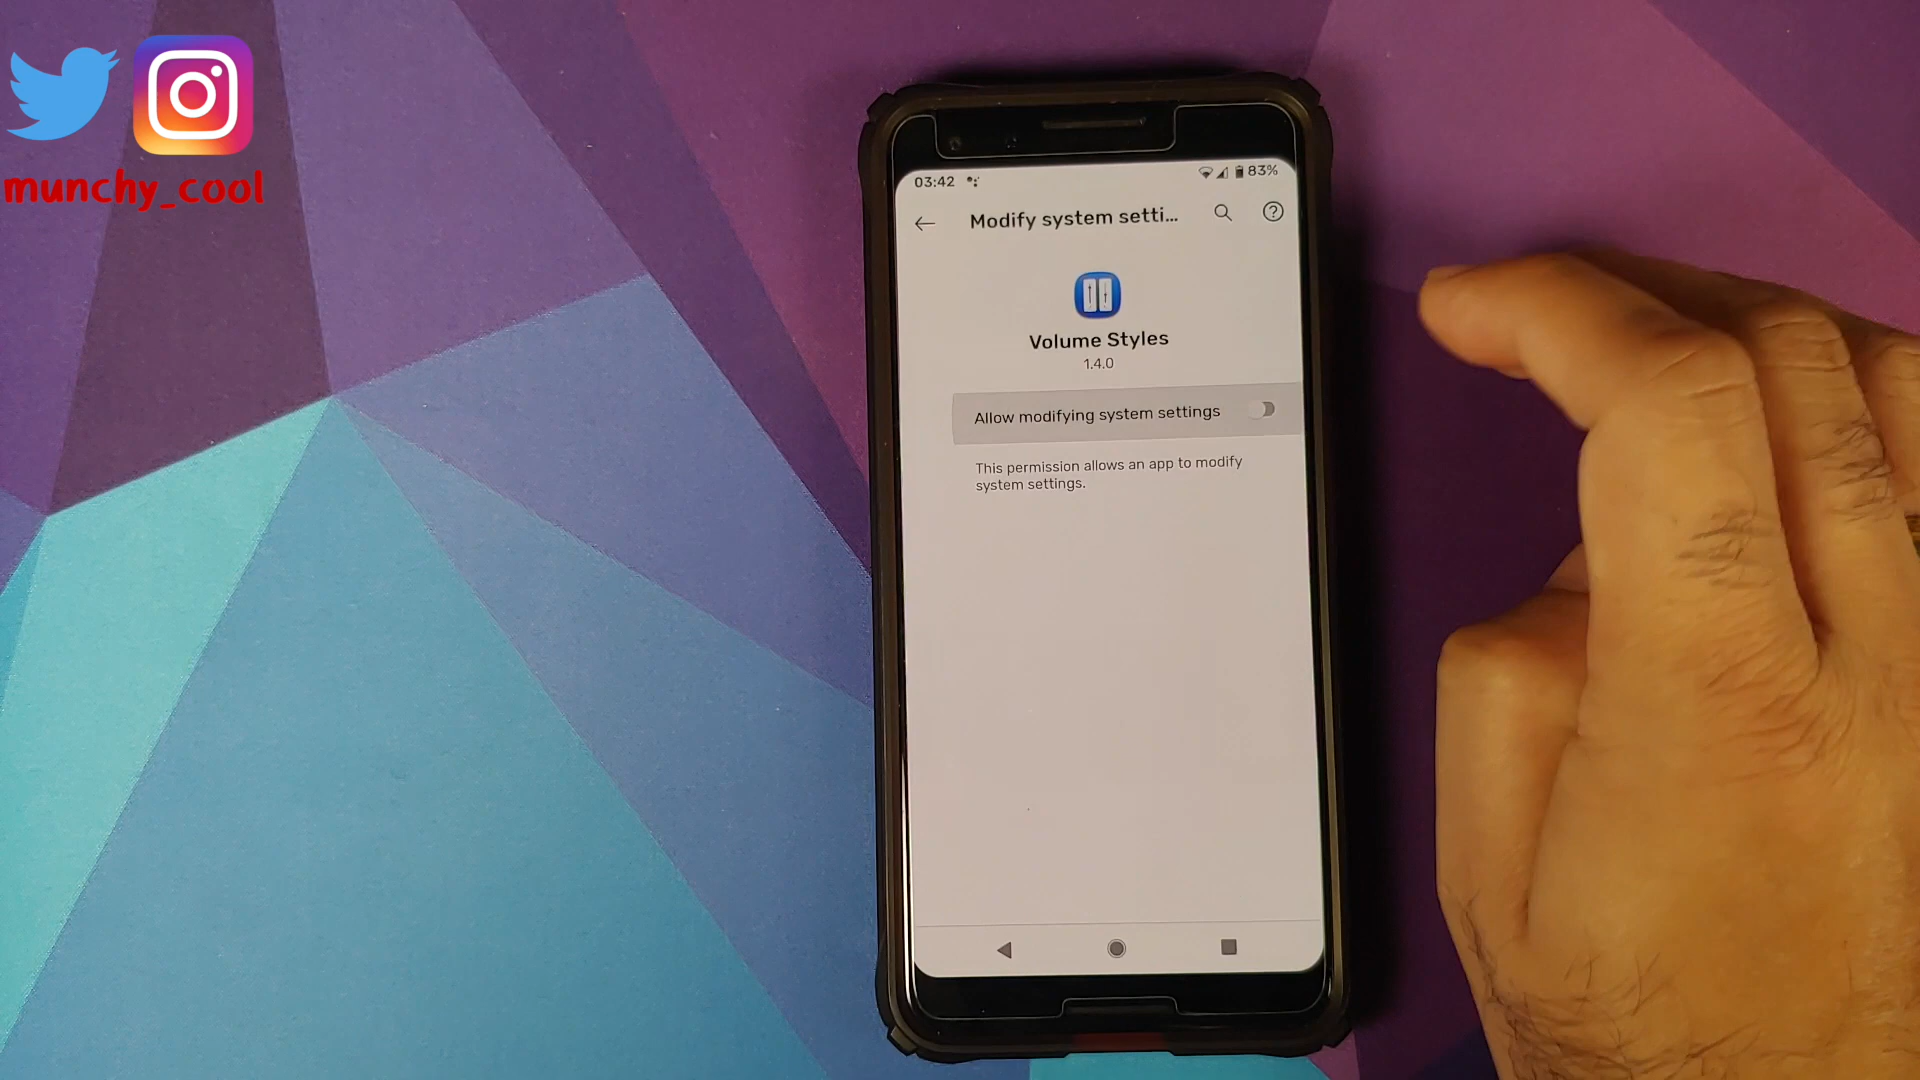 munchy_cool
03:42
83%
Modify system setti...
Volume Styles
1.4.0
Allow modifying system settings
This permission allows an app to modify
system settings.